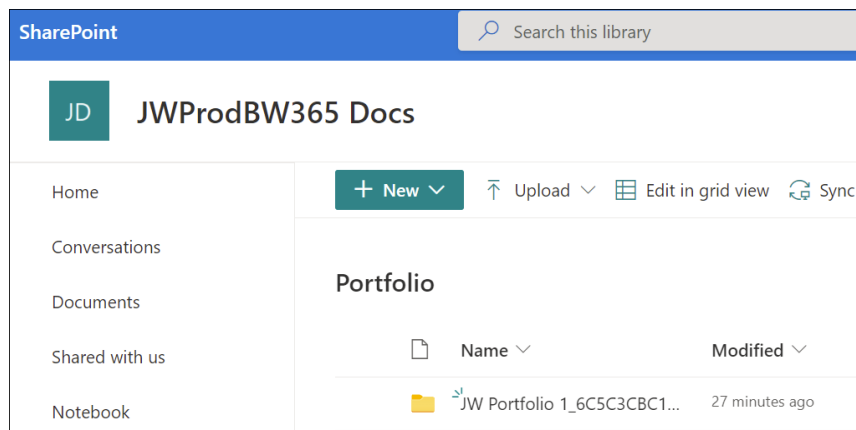 SharePoint
Search this library
JD
JWProdBW365 Docs
Home
Conversations
Documents
Shared with us
Notebook
New
Upload
Edit in grid view
Sync
Portfolio
Name
Modified
JW Portfolio 1_6C5C3CBC1...
27 minutes ago